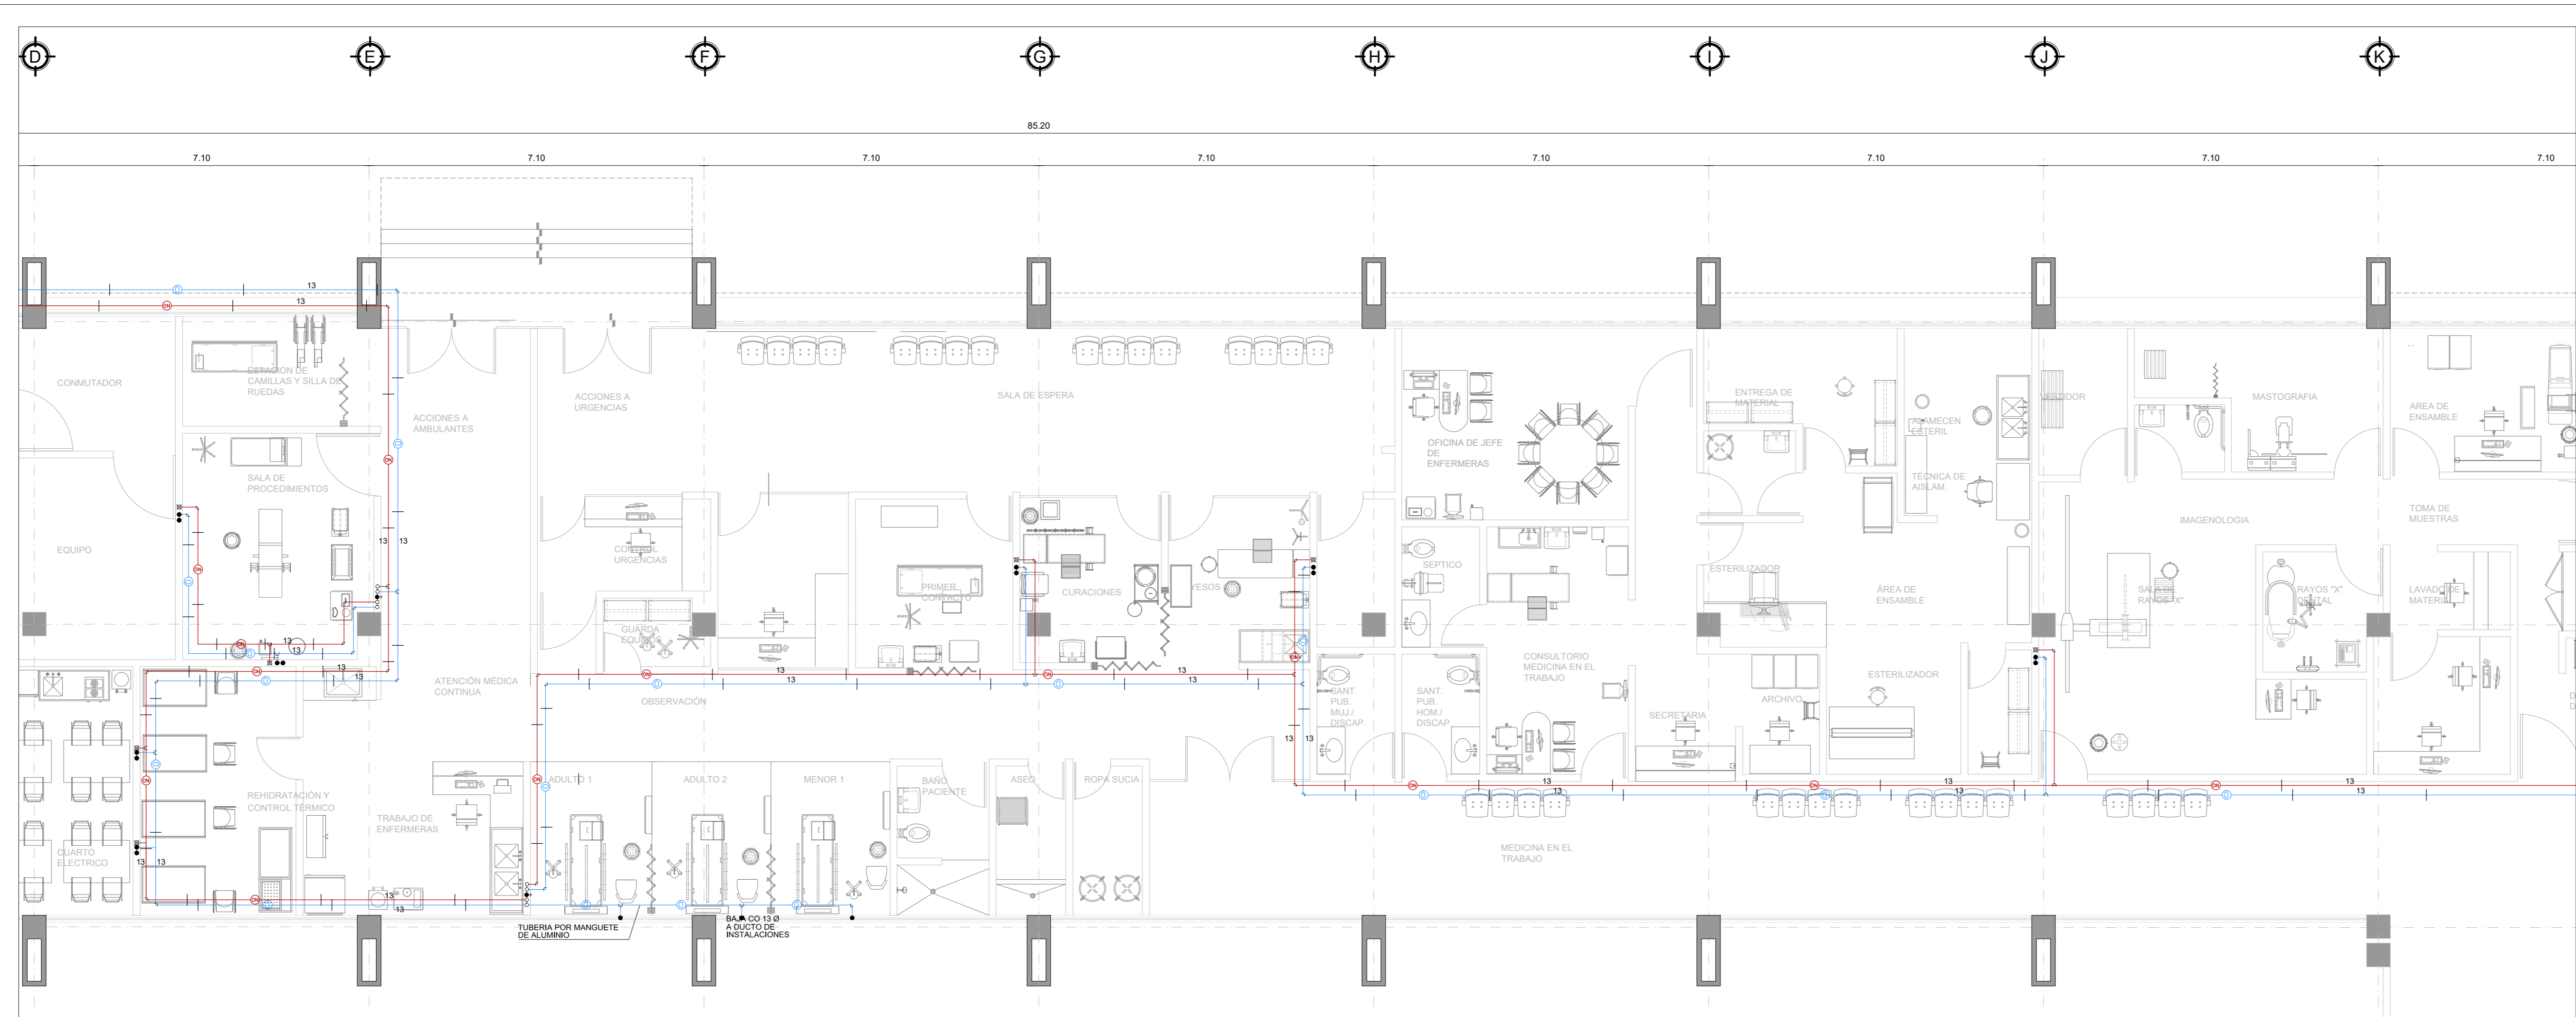 D
E
F
G
H
I
J
K
85.20
7.10
7.10
7.10
7.10
7.10
7.10
7.10
7.10
13
13
ESTACION DE
CAMILLAS Y SILLA DE
RUEDAS
CONMUTADOR
ACCIONES A
AMBULANTES
ACCIONES A
URGENCIAS
SALA DE ESPERA
OFICINA DE JEFE
DE
ENFERMERAS
ENTREGA DE
MATERIAL
ALAMECEN
ESTERIL
VESTIDOR
MASTOGRAFIA
AREA DE
ENSAMBLE
SALA DE
PROCEDIMIENTOS
TÉCNICA DE
AISLAM.
IMAGENOLOGIA
TOMA DE
MUESTRAS
EQUIPO
13
13
CONTROL
URGENCIAS
PRIMER
CONTACTO
CURACIONES
YESOS
SEPTICO
ESTERILIZADOR
ÁREA DE
ENSAMBLE
SALA DE
RAYOS "X"
RAYOS "X"
DENTAL
LAVADO DE
MATERIAL
GUARDA
EQUIPOS
13
13
13
13
ATENCIÓN MÉDICA
CONTINUA
OBSERVACIÓN
13
13
13
13
SANT.
PUB.
MUJ./
DISCAP.
SANT.
PUB.
HOM./
DISCAP.
CONSULTORIO
MEDICINA EN EL
TRABAJO
SECRETARIA
ARCHIVO
ESTERILIZADOR
13
13
ADULTO 1
ADULTO 2
MENOR 1
BAÑO
PACIENTE
ASEO
ROPA SUCIA
13
13
13
13
13
13
REHIDRATACIÓN Y
CONTROL TÉRMICO
TRABAJO DE
ENFERMERAS
CUARTO
ELECTRICO
13
13
MEDICINA EN EL
TRABAJO
13
13
TUBERIA POR MANGUETE
DE ALUMINIO
BAJA CO 13 Ø
A DUCTO DE
INSTALACIONES